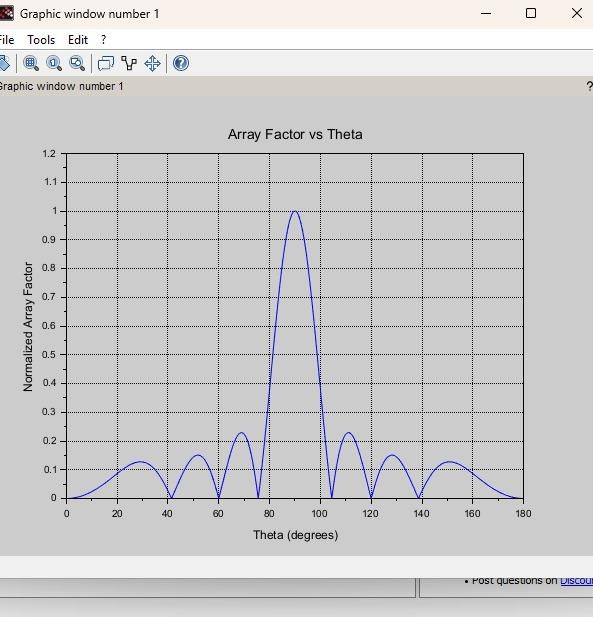 Graphic window number 1
File Tools Edit ?
Graphic window number 1
?
Array Factor vs Theta
1.2
1.1
1
0.9
0.8
0.7
0.6
0.5
0.4
0.3
0.2
0.1
0
Normalized Array Factor
0 20 40 60 80 100 120 140 160 180
Theta (degrees)
• Post questions on Discou